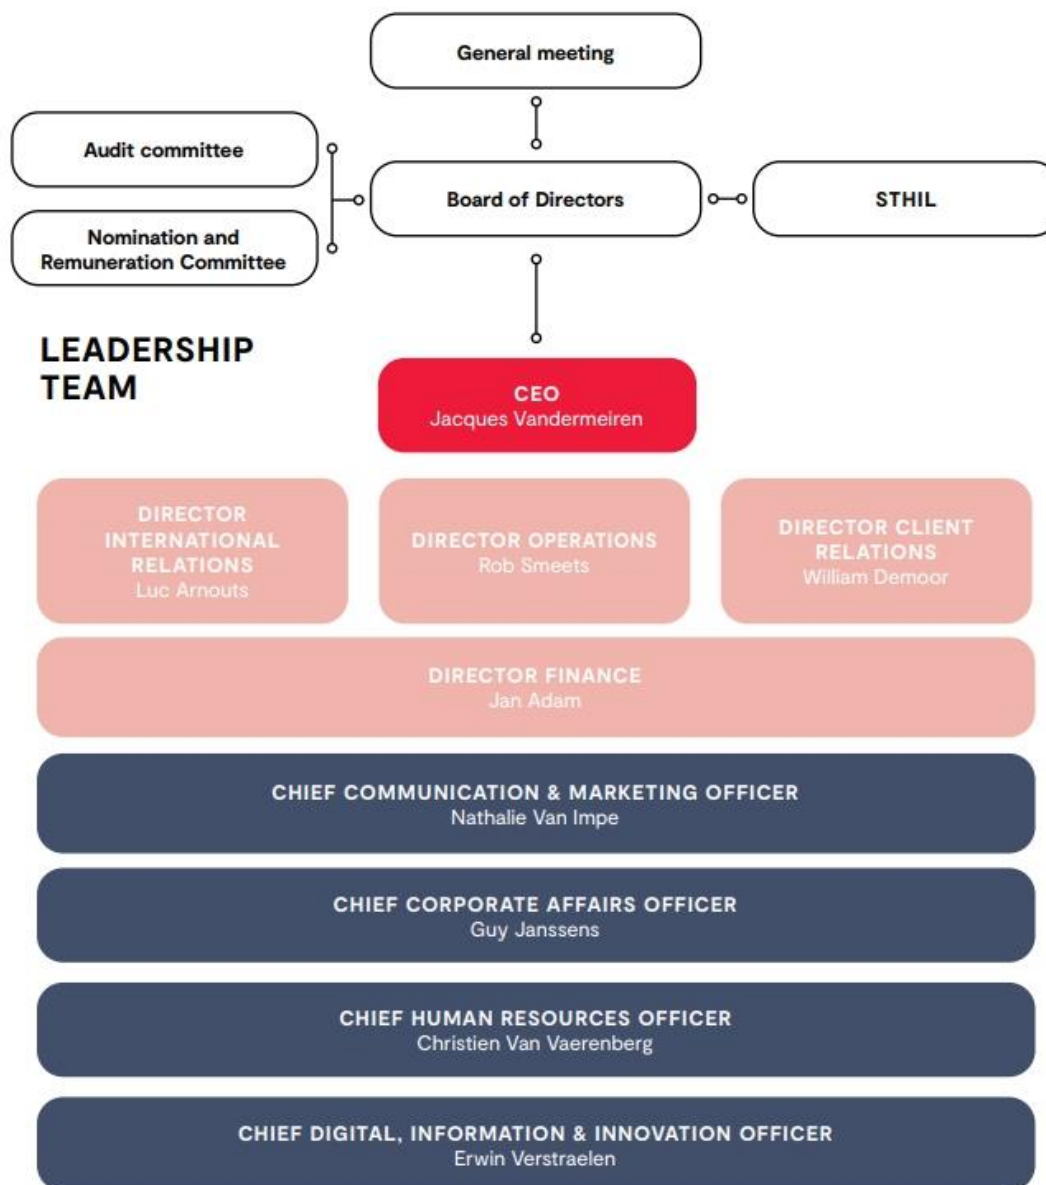 General meeting
Audit committee
Board of Directors
STHIL
Nomination and
Remuneration Committee
LEADERSHIP
TEAM
CEO
Jacques Vandermeiren
DIRECTOR
INTERNATIONAL
RELATIONS
Luc Arnouts
DIRECTOR OPERATIONS
Rob Smeets
DIRECTOR CLIENT
RELATIONS
William Demoor
DIRECTOR FINANCE
Jan Adam
CHIEF COMMUNICATION & MARKETING OFFICER
Nathalie Van Impe
CHIEF CORPORATE AFFAIRS OFFICER
Guy Janssens
CHIEF HUMAN RESOURCES OFFICER
Christien Van Vaerenberg
CHIEF DIGITAL, INFORMATION & INNOVATION OFFICER
Erwin Verstraelen